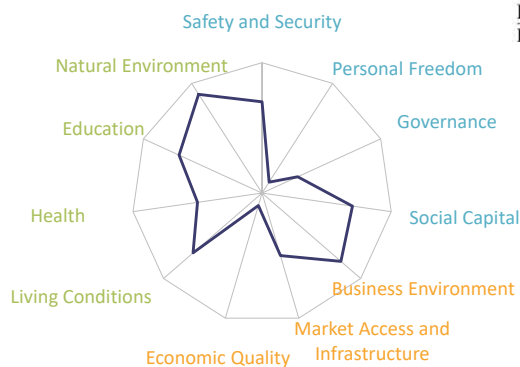 Safety and Security
Natural Environment
Personal Freedom
Education
Governance
Health
Social Capital
Living Conditions
Business Environment
Market Access and
Infrastructure
Economic Quality